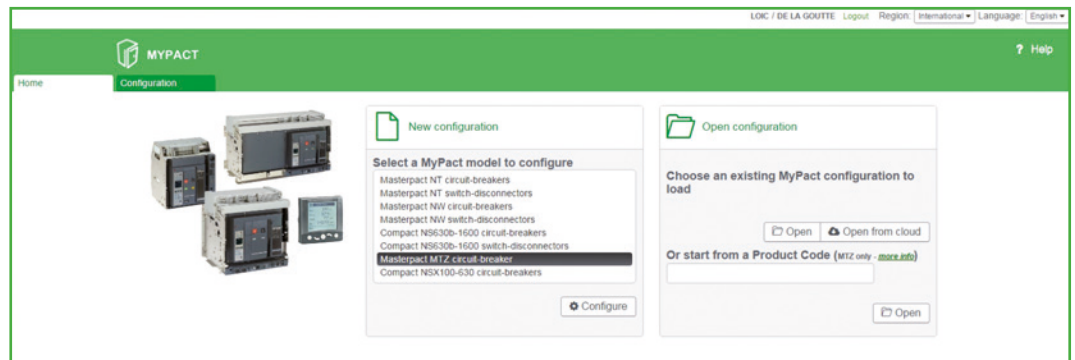 LOIC / DE LA GOUTTE Logout Region: International Language: English
MYPACT
? Help
Home Configuration
New configuration
Select a MyPact model to configure
Masterpact NT circuit-breakers
Masterpact NT switch-disconnectors
Masterpact NW circuit-breakers
Masterpact NW switch-disconnectors
Compact NS630b-1600 circuit-breakers
Compact NS630b-1600 switch-disconnectors
Masterpact MTZ circuit-breaker
Compact NSX100-630 circuit-breakers
Configure
Open configuration
Choose an existing MyPact configuration to
load
Open Open from cloud
Or start from a Product Code (MTZ only - more info)
Open